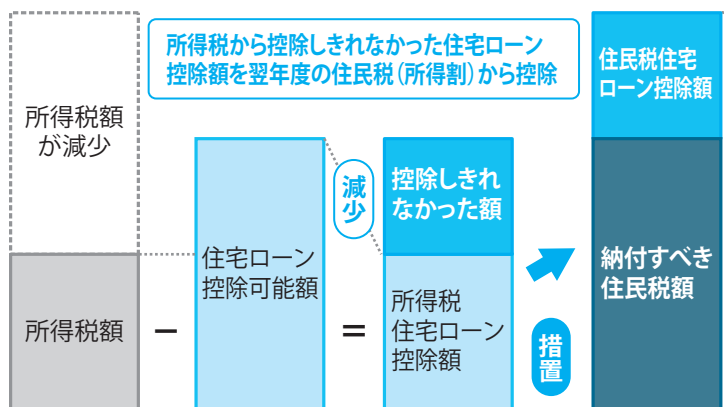 所得税から控除しきれなかった住宅ローン
控除額を翌年度の住民税(所得割)から控除
所得税額
が減少
所得税額
−
住宅ローン
控除可能額
減少
=
控除しきれ
なかった額
所得税
住宅ローン
控除額
措置
住民税住宅
ローン控除額
納付すべき
住民税額